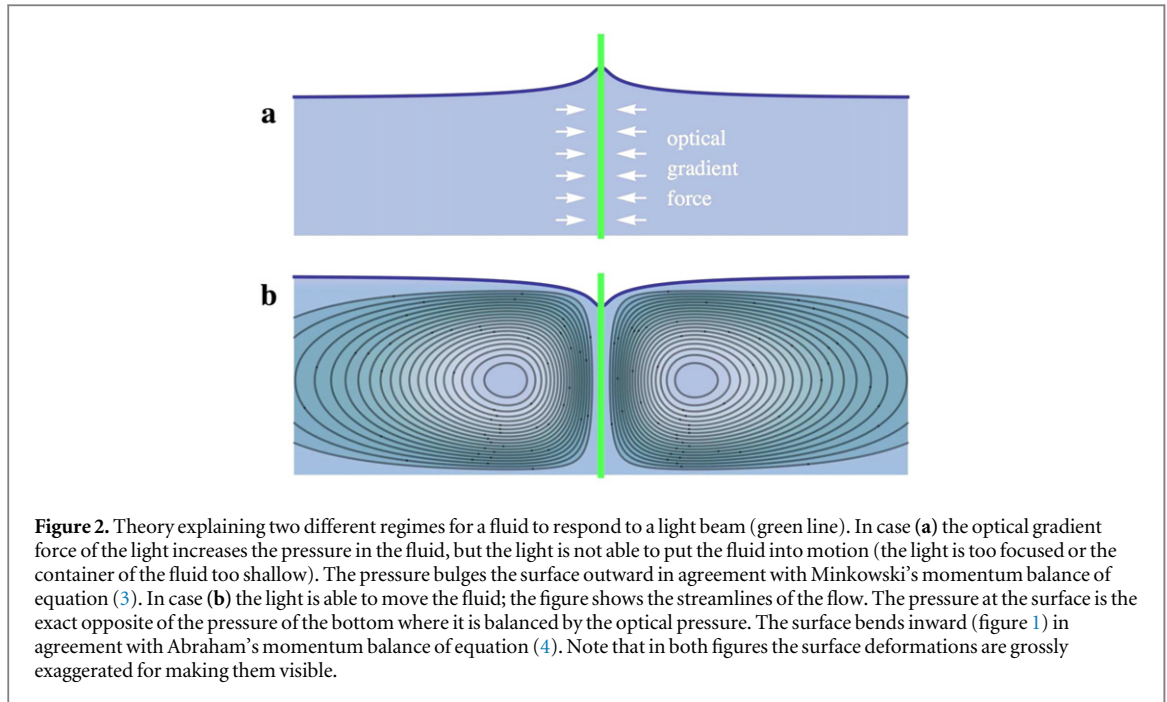 a
optical
gradient
force
b
Figure 2. Theory explaining two different regimes for a fluid to respond to a light beam (green line). In case (a) the optical gradient
force of the light increases the pressure in the fluid, but the light is not able to put the fluid into motion (the light is too focused or the
container of the fluid too shallow). The pressure bulges the surface outward in agreement with Minkowski's momentum balance of
equation (3). In case (b) the light is able to move the fluid; the figure shows the streamlines of the flow. The pressure at the surface is the
exact opposite of the pressure of the bottom where it is balanced by the optical pressure. The surface bends inward (figure 1) in
agreement with Abraham's momentum balance of equation (4). Note that in both figures the surface deformations are grossly
exaggerated for making them visible.